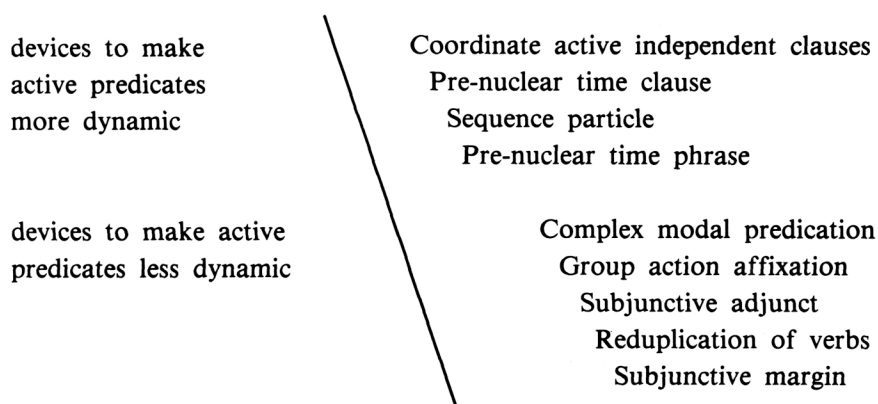 devices to make
active predicates
more dynamic
Coordinate active independent clauses
Pre-nuclear time clause
Sequence particle
Pre-nuclear time phrase
devices to make active
predicates less dynamic
Complex modal predication
Group action affixation
Subjunctive adjunct
Reduplication of verbs
Subjunctive margin